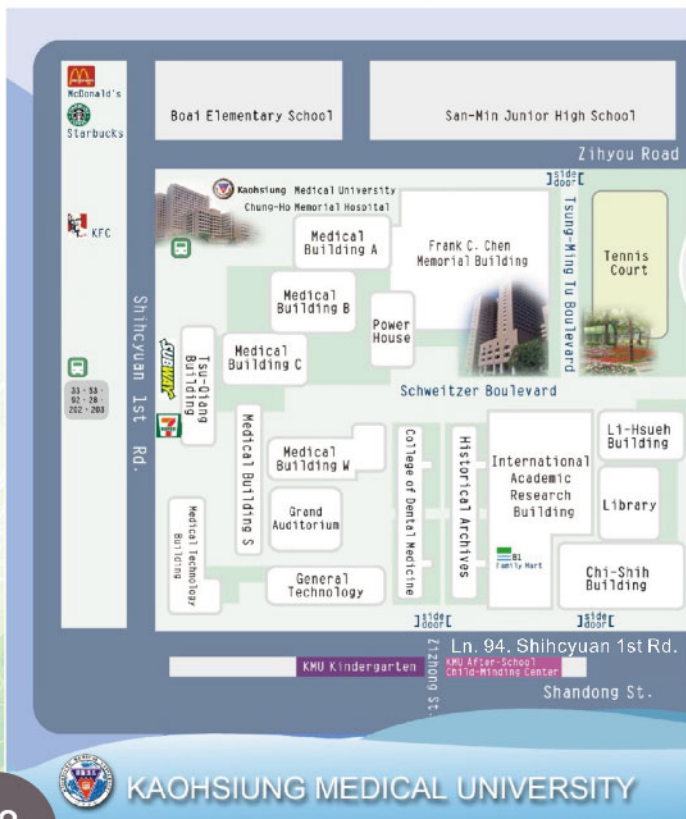 McDonald's
Starbucks
KFC
33・53・
92・28・
202・203
Shihcyuan 1st Rd.
Boai Elementary School
San-Min Junior High School
Zihyou Road
Kaohsiung Medical University
Chung-Ho Memorial Hospital
]side door[
Tsung-Ming Tu Boulevard
Tennis
Court
Medical
Building A
Frank C. Chen
Memorial Building
Medical
Building B
Power
House
Medical
Building C
SUBWAY
Tsu-Qiang
Building
Schweitzer Boulevard
Medical Building S
Medical
Building W
College of Dental Medicine
Historical Archives
International
Academic
Research
Building
Li-Hsueh
Building
Library
Grand
Auditorium
Medical Technology
Building
General
Technology
B1
Family Mart
Chi-Shih
Building
]side door[
]side door[
Ln. 94. Shihcyuan 1st Rd.
Zizhong St.
KMU Kindergarten
KMU After-School
Child-Minding Center
Shandong St.
KAOHSIUNG MEDICAL UNIVERSITY